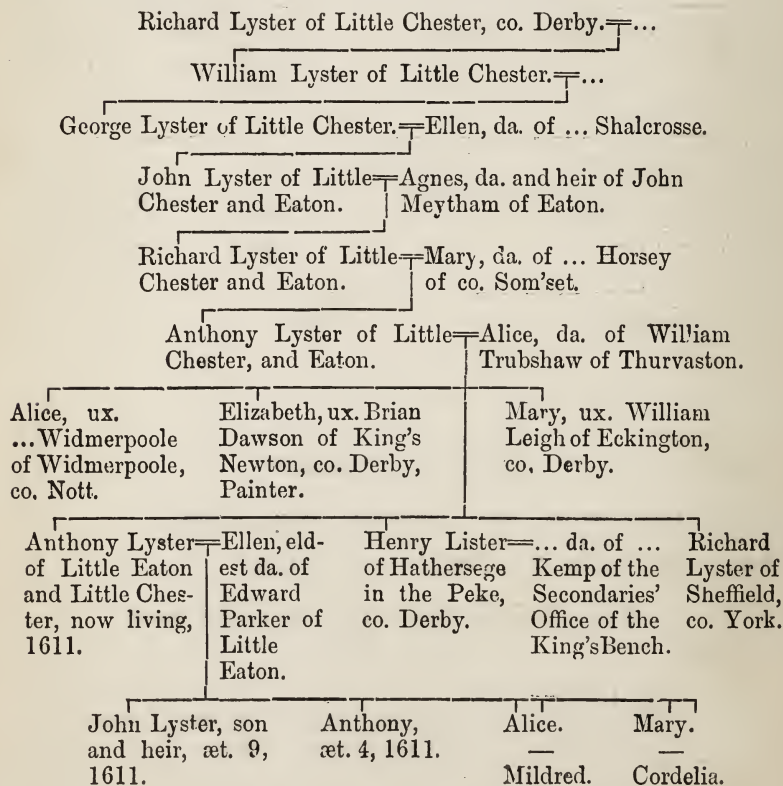 Richard Lyster of Little Chester, co. Derby.=...
William Lyster of Little Chester.=...
George Lyster of Little Chester.=Ellen, da. of ... Shalcrosse.
John Lyster of Little=Agnes, da. and heir of John
Chester and Eaton. Meytham of Eaton.
Richard Lyster of Little=Mary, da. of ... Horsey
Chester and Eaton. of co. Som'set.
Anthony Lyster of Little=Alice, da. of William
Chester, and Eaton. Trubshaw of Thurvaston.
Alice, ux.
...Widmerpoole
of Widmerpoole,
co. Nott.
Elizabeth, ux. Brian
Dawson of King's
Newton, co. Derby,
Painter.
Mary, ux. William
Leigh of Eckington,
co. Derby.
Anthony Lyster=
of Little Eaton
and Little Ches-
ter, now living,
1611.
Ellen, eld-
est da. of
Edward
Parker of
Little
Eaton.
Henry Lister=
of Hathersege
in the Peke,
co. Derby.
... da. of ...
Kemp of the
Secondaries'
Office of the
King's Bench.
Richard
Lyster of
Sheffield,
co. York.
John Lyster, son
and heir, æt. 9,
1611.
Anthony,
æt. 4, 1611.
Alice.
—
Mildred.
Mary.
—
Cordelia.